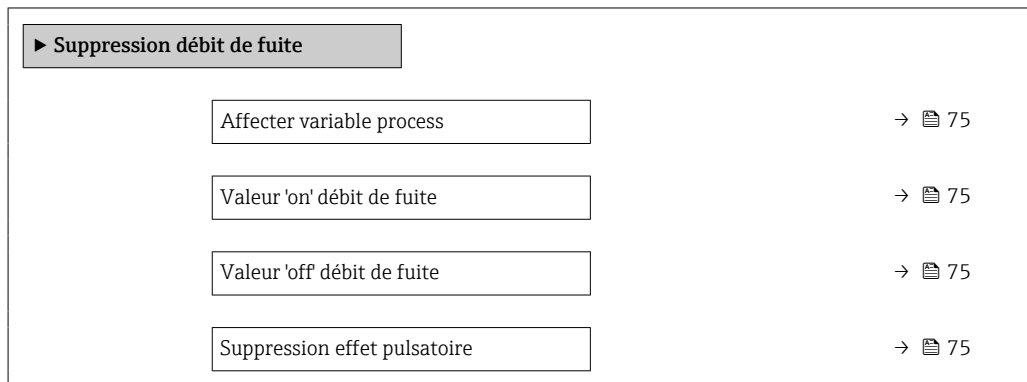 ▶ Suppression débit de fuite
Affecter variable process → 75
Valeur 'on' débit de fuite → 75
Valeur 'off' débit de fuite → 75
Suppression effet pulsatoire → 75